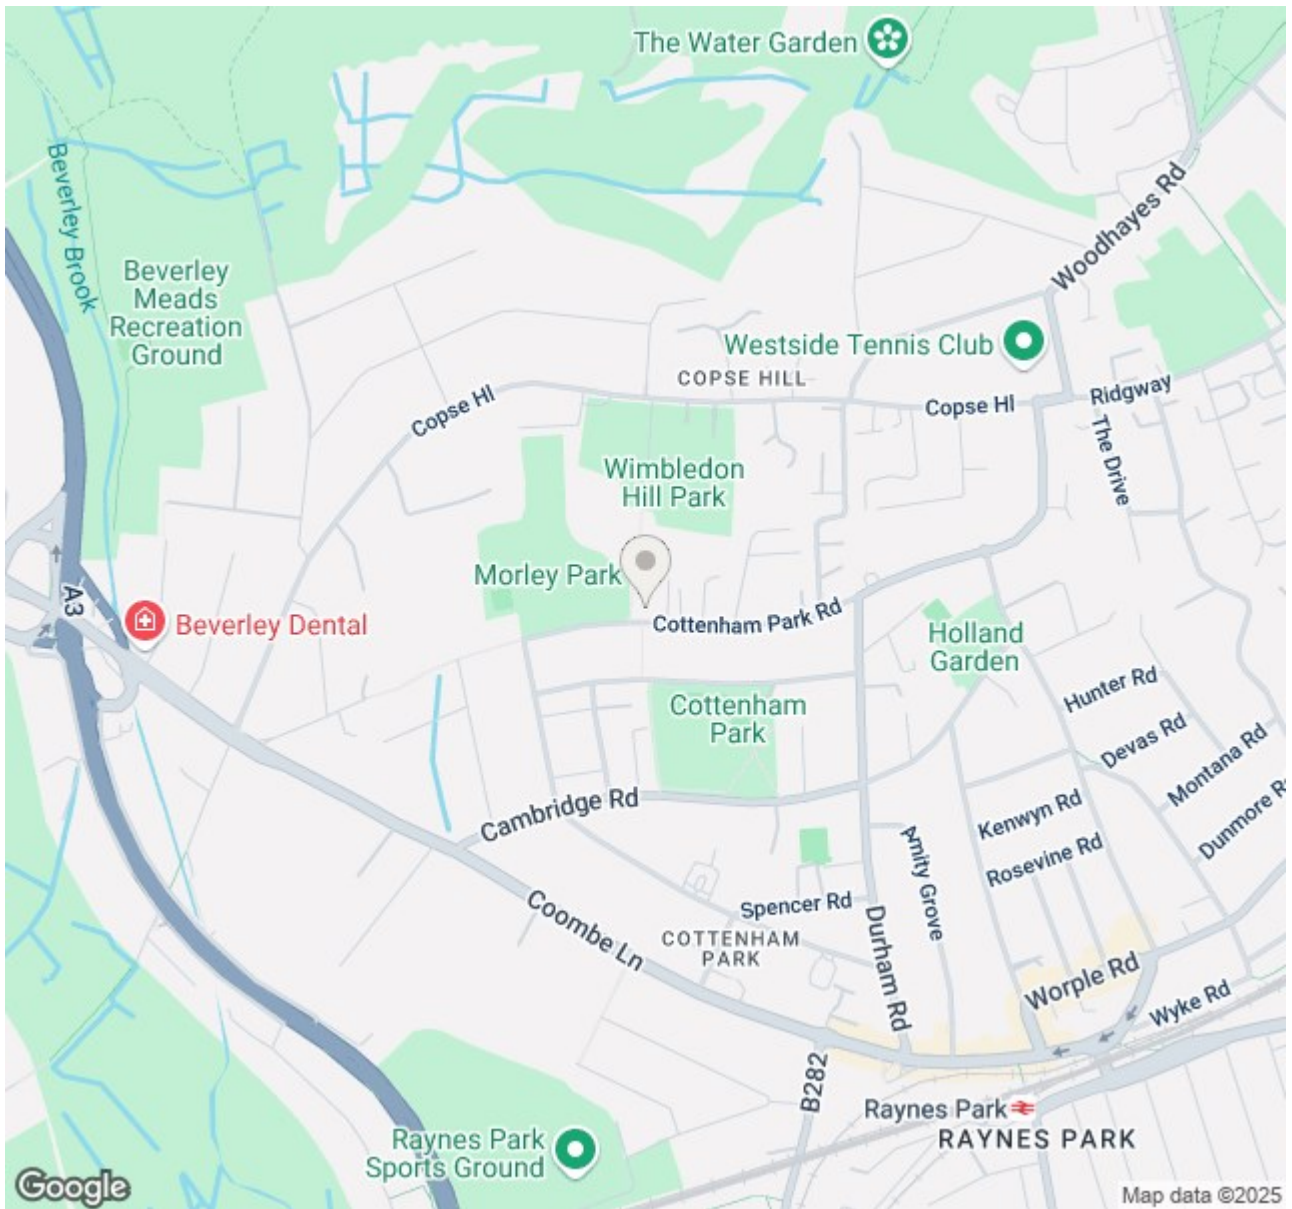 The Water Garden
Beverley Brook
Woodhayes Rd
Beverley
Meads
Recreation
Ground
Westside Tennis Club
COPSE HILL
Copse Hl
Copse Hl
Ridgway
The Drive
Wimbledon
Hill Park
Morley Park
A3
Beverley Dental
Cottenham Park Rd
Holland
Garden
Hunter Rd
Cottenham
Park
Devas Rd
Montana Rd
Cambridge Rd
Kenwyn Rd
Dunmore R
Amity Grove
Rosevine Rd
Coombe Ln
Spencer Rd
COTTENHAM
PARK
Durham Rd
Worple Rd
Wyke Rd
B282
Raynes Park
RAYNES PARK
Raynes Park
Sports Ground
Google
Map data ©2025